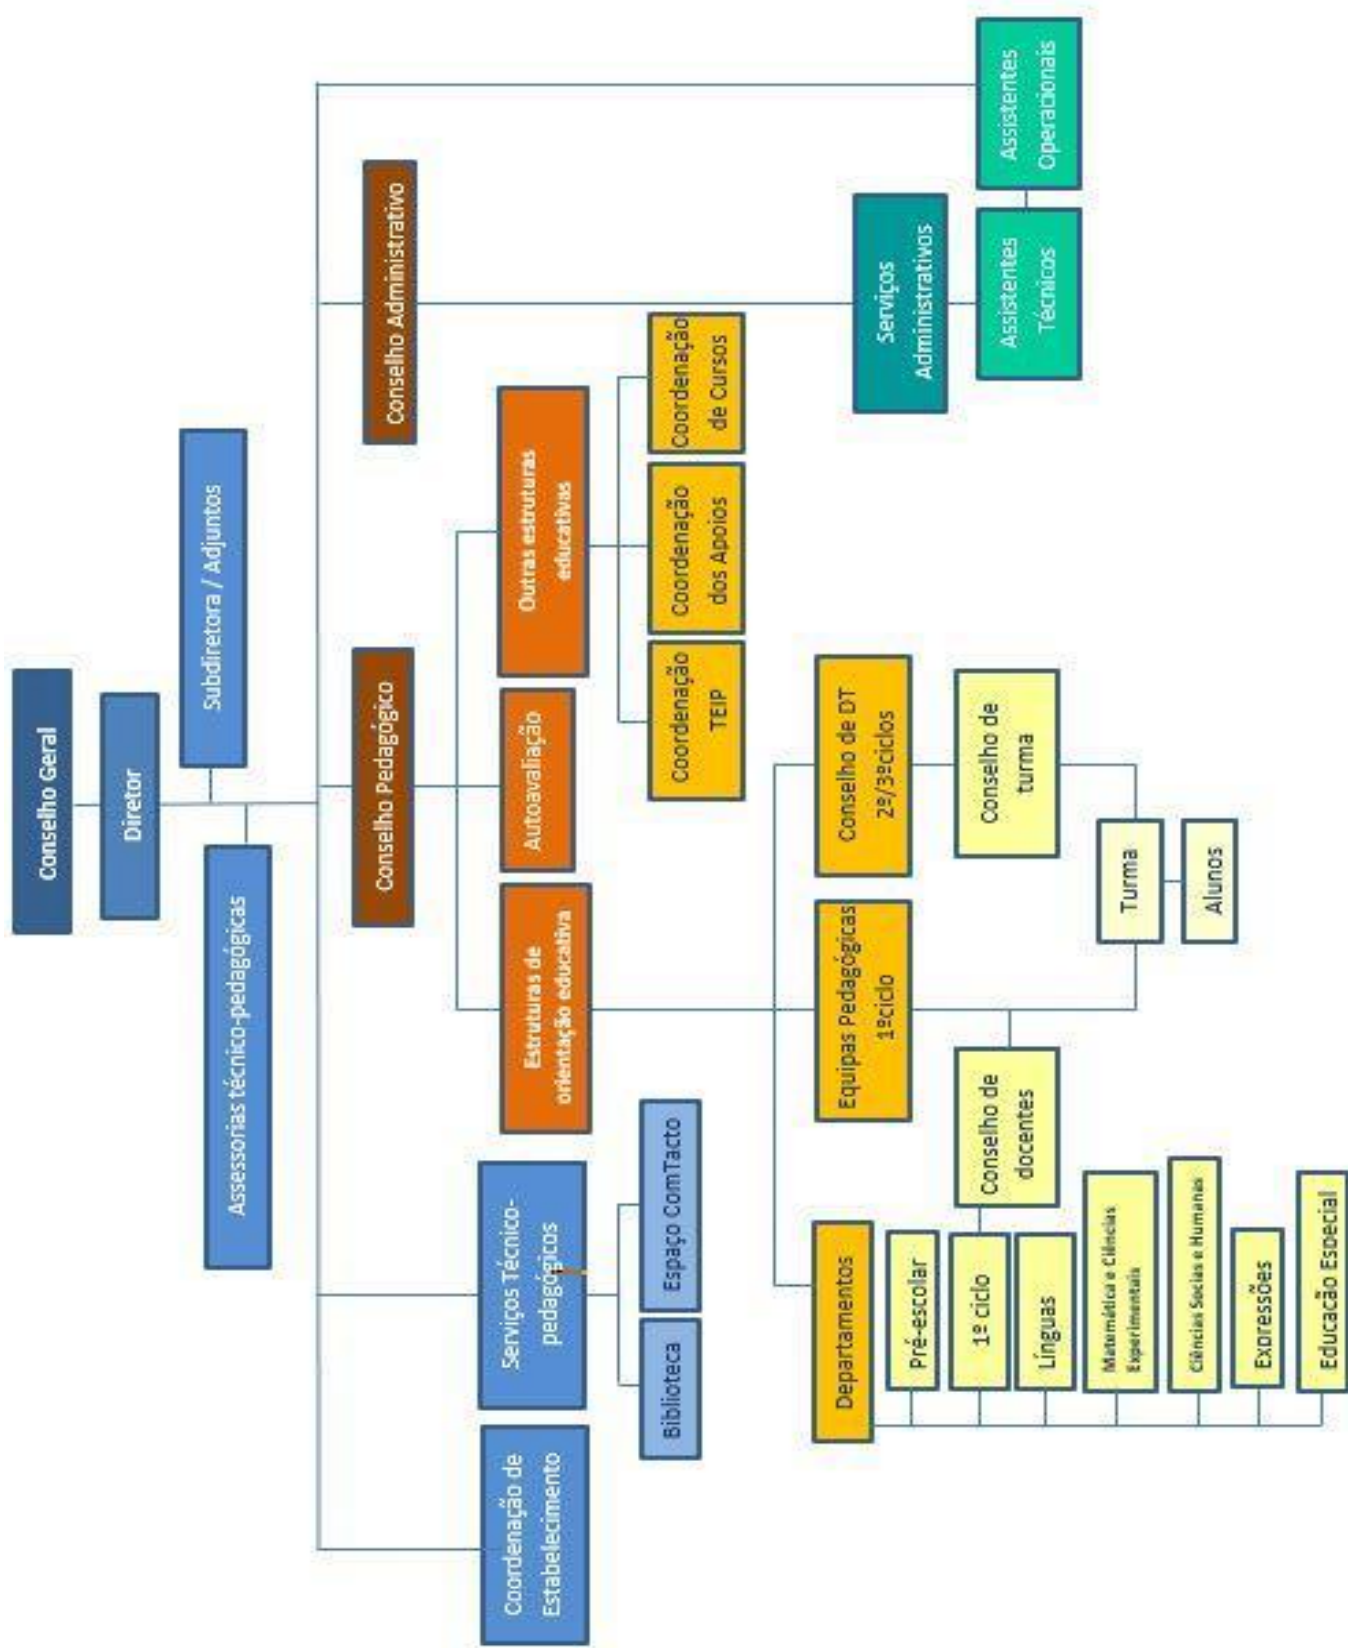 Conselho Geral
Diretor
Subdiretora / Adjuntos
Assessorias técnico-pedagógicas
Coordenação de
Estabelecimento
Serviços Técnico-
pedagógicos
Biblioteca
Espaço ComTacto
Conselho Pedagógico
Estruturas de
orientação educativa
Autoavaliação
Outras estruturas
educativas
Coordenação
TEIP
Coordenação
dos Apoios
Coordenação
de Cursos
Conselho Administrativo
Serviços
Administrativos
Assistentes
Técnicos
Assistentes
Operacionais
Departamentos
Pré-escolar
1º ciclo
Línguas
Matemática e Ciências
Experimentais
Ciências Socias e Humanas
Expressões
Educação Especial
Equipas Pedagógicas
1ºciclo
Conselho de
docentes
Conselho de DT
2º/3ºciclos
Conselho de
turma
Turma
Alunos